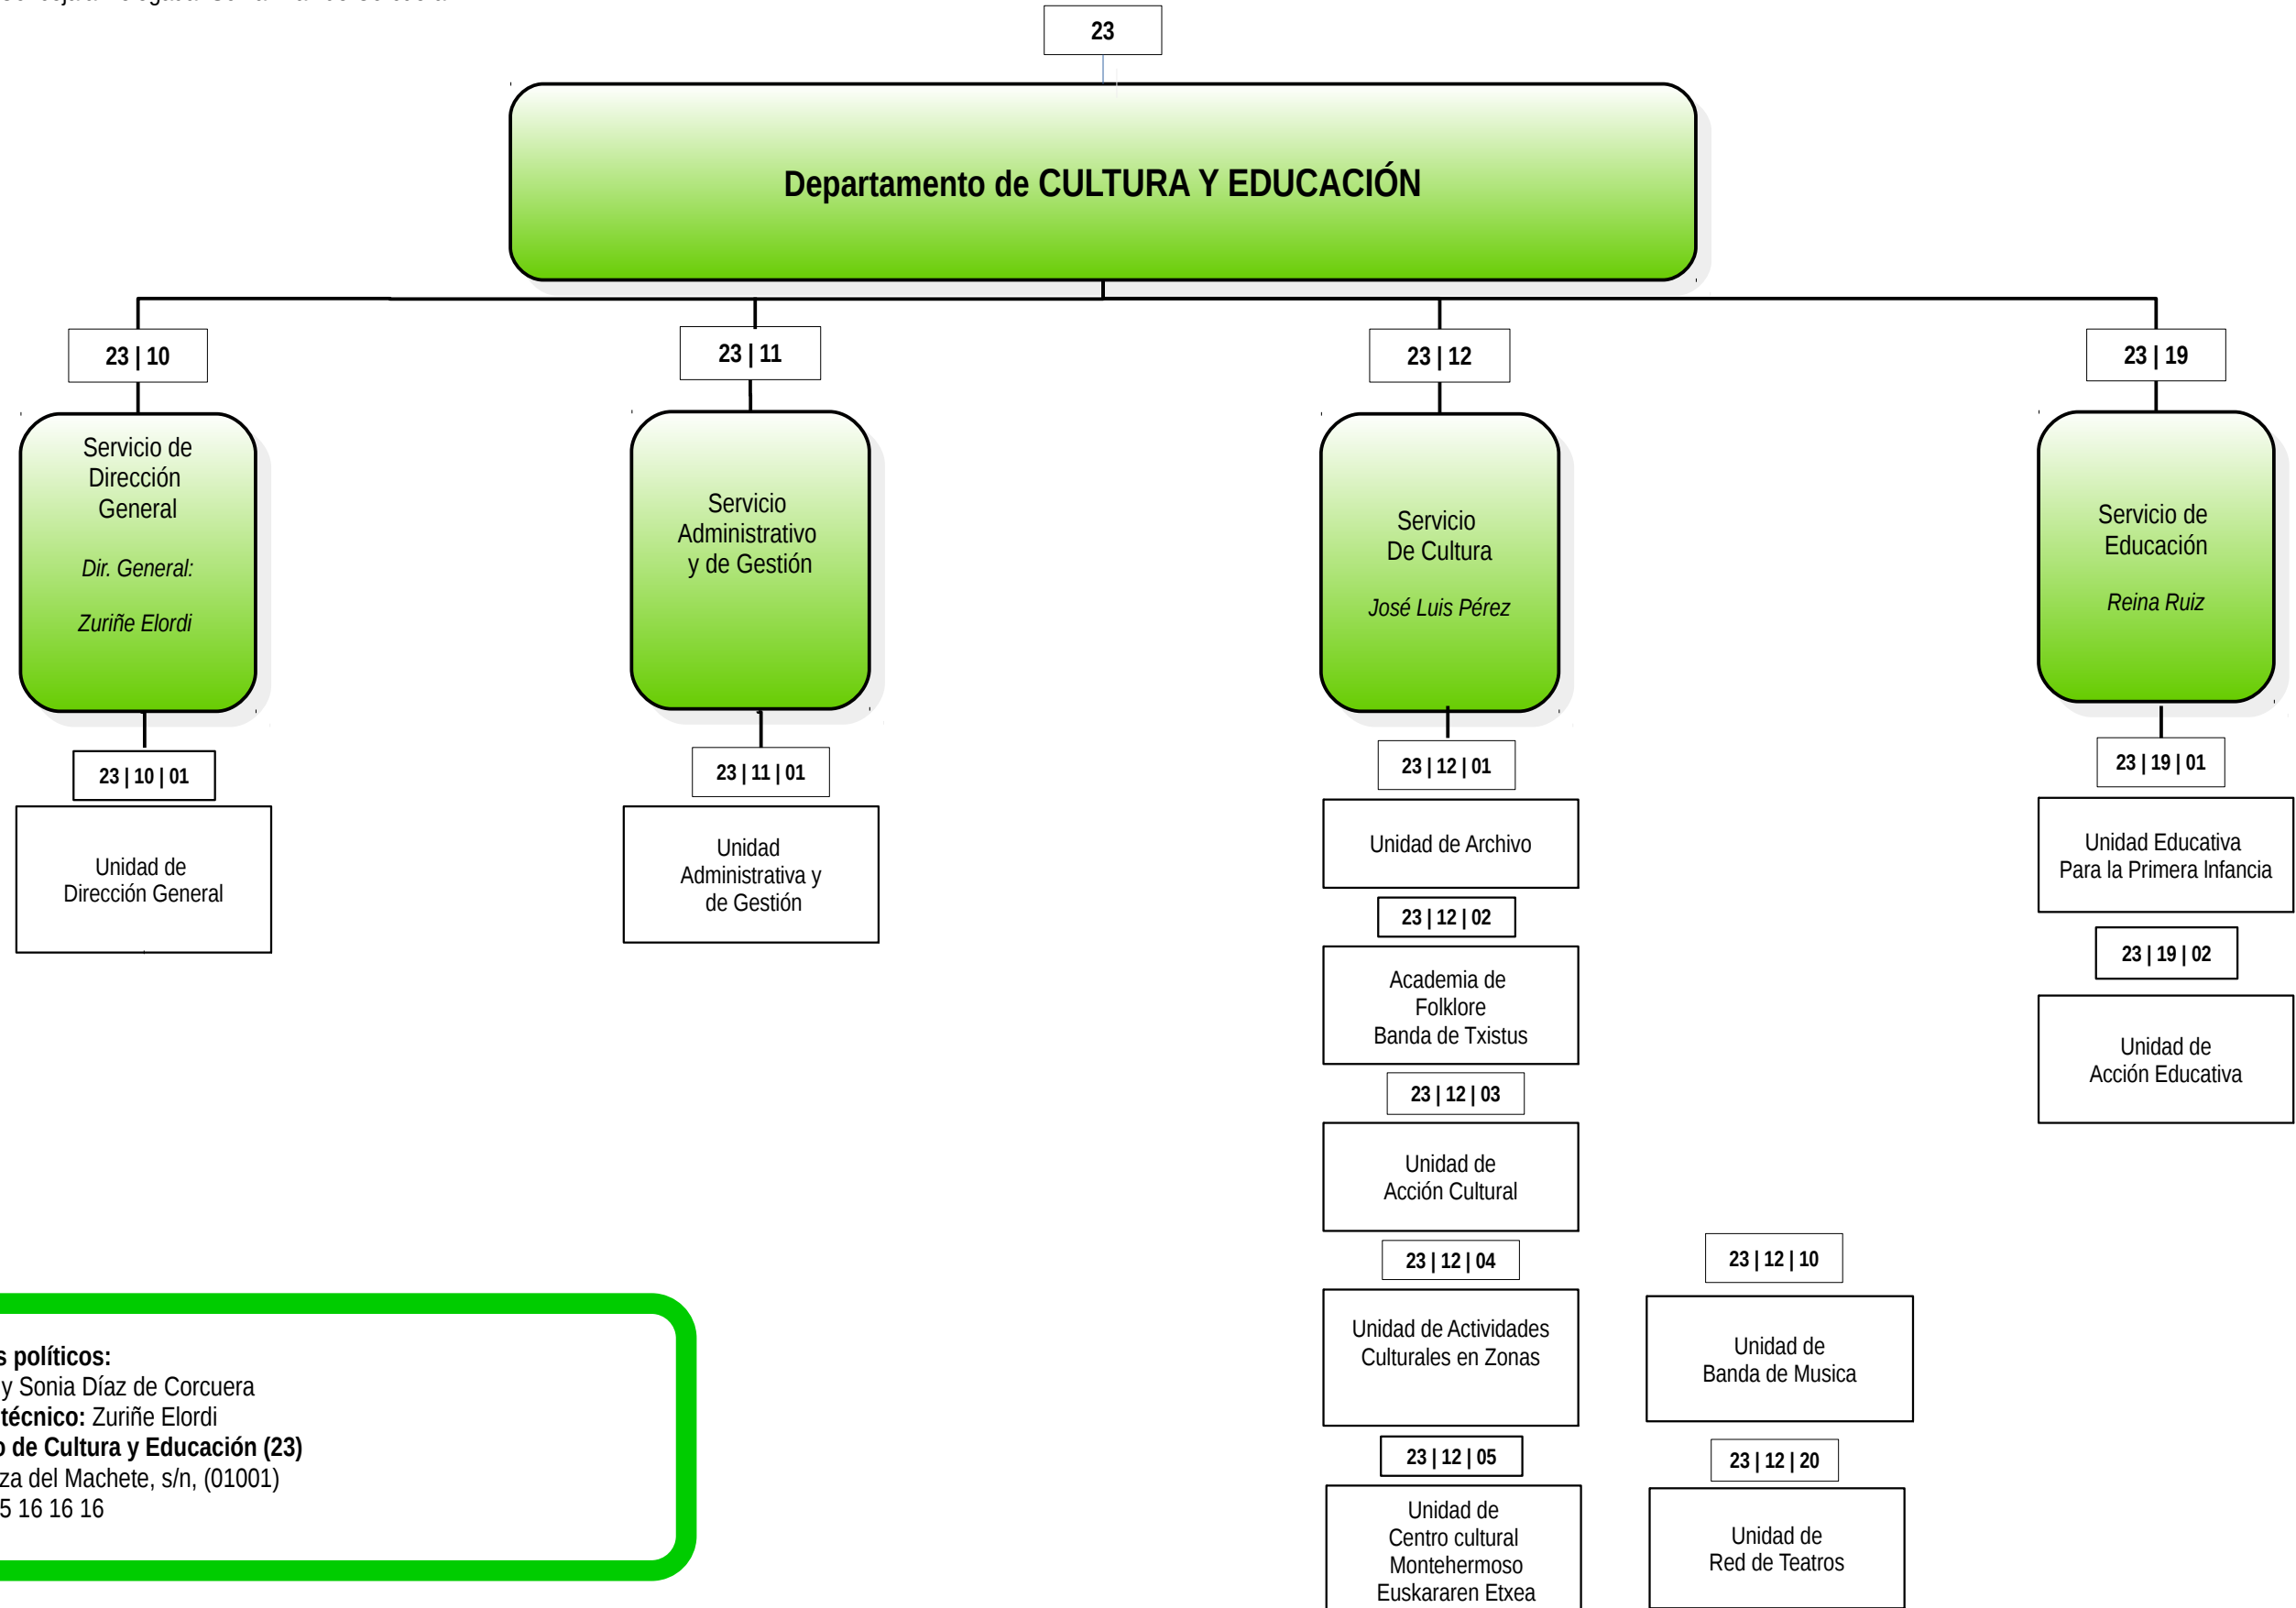 23
Departamento de CULTURA Y EDUCACIÓN
23 | 10
Servicio de
Dirección
General
Dir. General:
Zuriñe Elordi
23 | 10 | 01
Unidad de
Dirección General
23 | 11
Servicio
Administrativo
y de Gestión
23 | 11 | 01
Unidad
Administrativa y
de Gestión
23 | 12
Servicio
De Cultura
José Luis Pérez
23 | 12 | 01
Unidad de Archivo
23 | 12 | 02
Academia de
Folklore
Banda de Txistus
23 | 12 | 03
Unidad de
Acción Cultural
23 | 12 | 04
Unidad de Actividades
Culturales en Zonas
23 | 12 | 05
Unidad de
Centro cultural
Montehermoso
Euskararen Etxea
23 | 12 | 10
Unidad de
Banda de Musica
23 | 12 | 20
Unidad de
Red de Teatros
23 | 19
Servicio de
Educación
Reina Ruiz
23 | 19 | 01
Unidad Educativa
Para la Primera Infancia
23 | 19 | 02
Unidad de
Acción Educativa
s políticos:
y Sonia Díaz de Corcuera
técnico: Zuriñe Elordi
o de Cultura y Educación (23)
za del Machete, s/n, (01001)
5 16 16 16